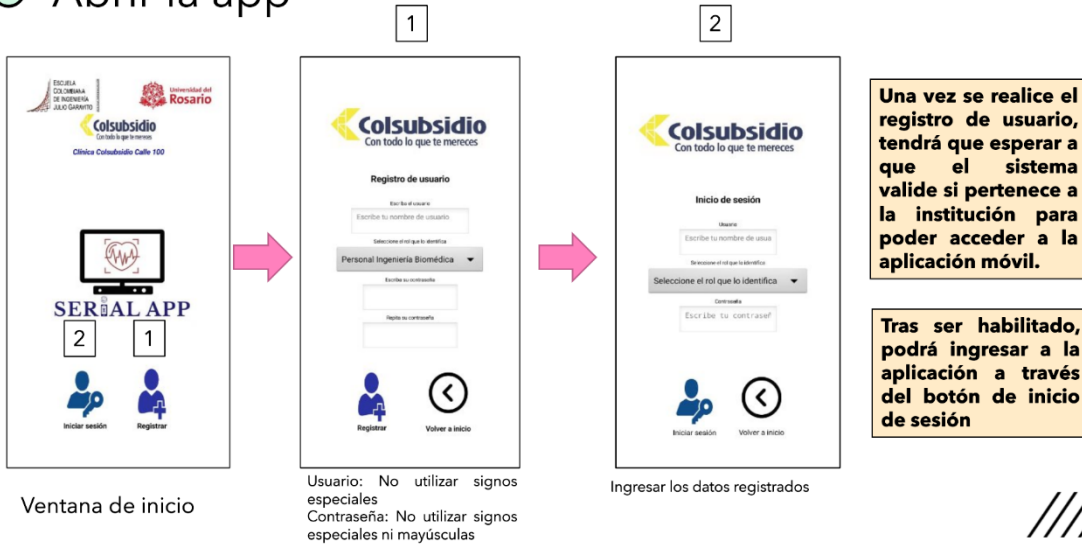 Abrir la app
1
2
ESCUELA
COLOMBIANA
DE INGENIERÍA
JULIO GARAVITO
Universidad del
Rosario
Colsubsidio
Con todo lo que te mereces
Clínica Colsubsidio Calle 100
SERIAL APP
2
1
Iniciar sesión
Registrar
Ventana de inicio
Colsubsidio
Con todo lo que te mereces
Registro de usuario
Escriba el usuario
Escribe tu nombre de usuario
Seleccione el rol que lo identifica
Personal Ingeniería Biomédica
Escriba su contraseña
Repita su contraseña
Registrar
Volver a inicio
Usuario: No utilizar signos
especiales
Contraseña: No utilizar signos
especiales ni mayúsculas
Colsubsidio
Con todo lo que te mereces
Inicio de sesión
Usuario
Escribe tu nombre de usua
Seleccione el rol que lo identifica
Seleccione el rol que lo identifica
Contraseña
Escribe tu contraseñ
Iniciar sesión
Volver a inicio
Ingresar los datos registrados
Una vez se realice el
registro de usuario,
tendrá que esperar a
que el sistema
valide si pertenece a
la institución para
poder acceder a la
aplicación móvil.
Tras ser habilitado,
podrá ingresar a la
aplicación a través
del botón de inicio
de sesión